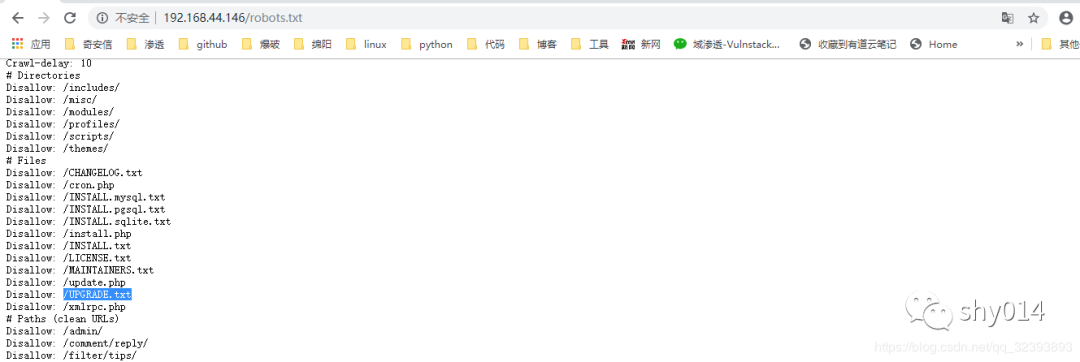 不安全 | 192.168.44.146/robots.txt
应用 奇安信 渗透 github 爆破 绵阳 linux python 代码 博客 工具 新网 域渗透-Vulnstack... 收藏到有道云笔记 Home » 其他
Crawl-delay: 10
# Directories
Disallow: /includes/
Disallow: /misc/
Disallow: /modules/
Disallow: /profiles/
Disallow: /scripts/
Disallow: /themes/
# Files
Disallow: /CHANGELOG.txt
Disallow: /cron.php
Disallow: /INSTALL.mysql.txt
Disallow: /INSTALL.pgsql.txt
Disallow: /INSTALL.sqlite.txt
Disallow: /install.php
Disallow: /INSTALL.txt
Disallow: /LICENSE.txt
Disallow: /MAINTAINERS.txt
Disallow: /update.php
Disallow: /UPGRADE.txt
Disallow: /xmlrpc.php
# Paths (clean URLs)
Disallow: /admin/
Disallow: /comment/reply/
Disallow: /filter/tips/
shy014
https://blog.csdn.net/qq_32393893